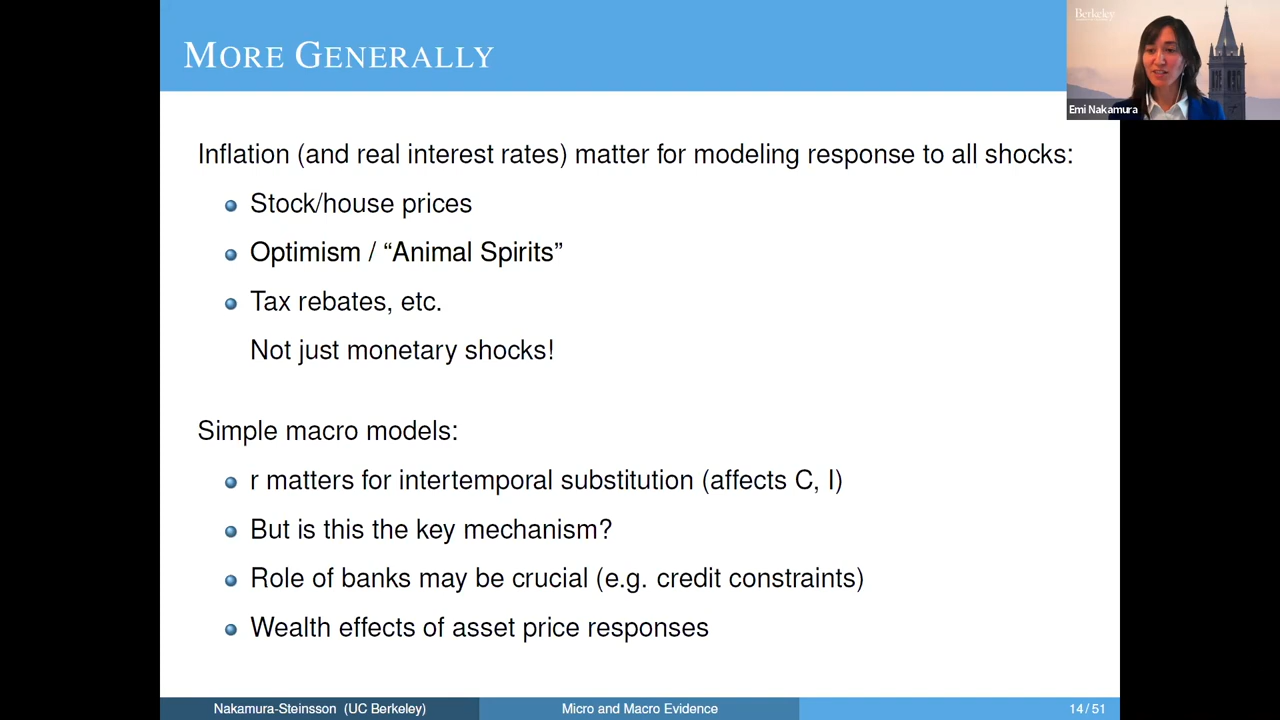 MORE GENERALLY
Berkeley
Emi Nakamura
Inflation (and real interest rates) matter for modeling response to all shocks:
Stock/house prices
Optimism / “Animal Spirits”
Tax rebates, etc.
Not just monetary shocks!
Simple macro models:
r matters for intertemporal substitution (affects C, I)
But is this the key mechanism?
Role of banks may be crucial (e.g. credit constraints)
Wealth effects of asset price responses
Nakamura-Steinsson (UC Berkeley)
Micro and Macro Evidence
14 / 51